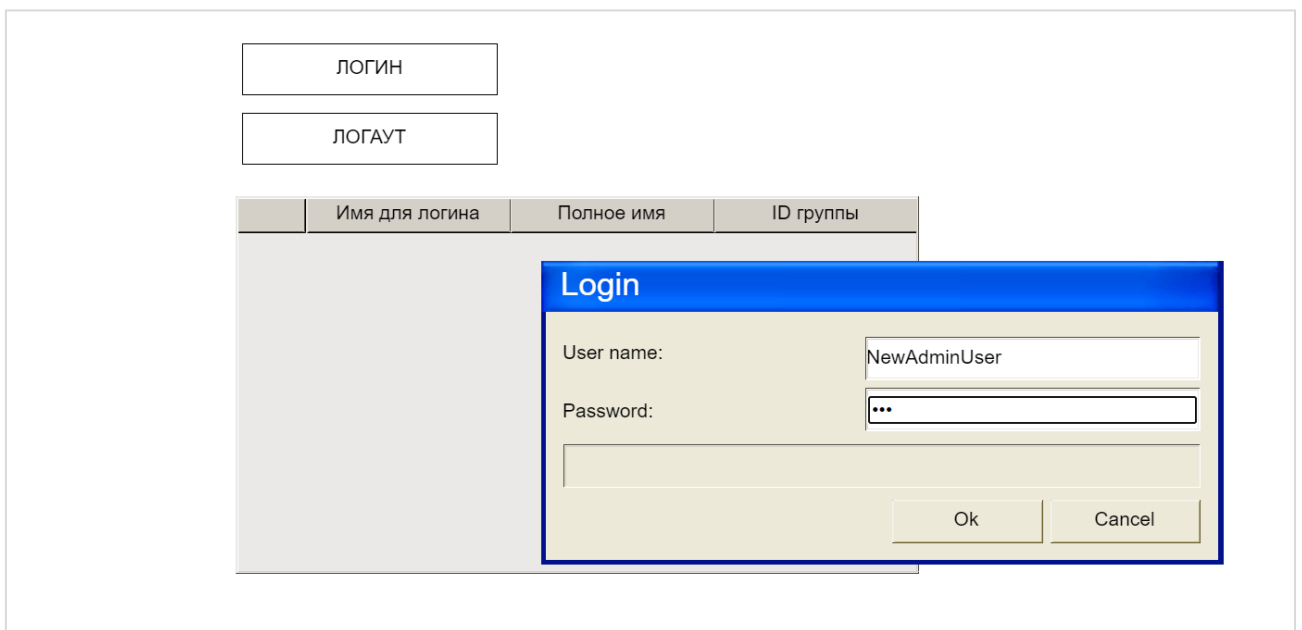 ЛОГИН
ЛОГАУТ
Имя для логина Полное имя ID группы
Login
User name: NewAdminUser
Password: •••
Ok Cancel